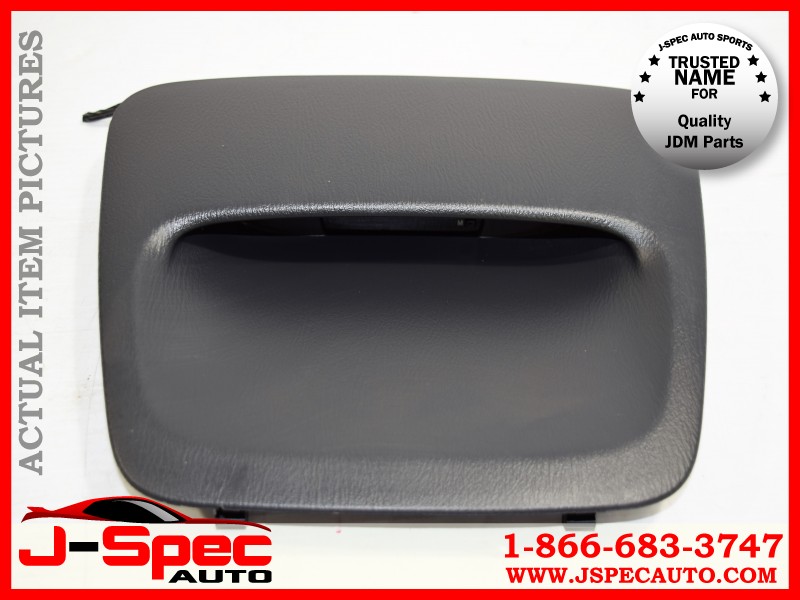 ACTUAL ITEM PICTURES
J-SPEC AUTO SPORTS
TRUSTED
NAME
FOR
Quality
JDM Parts
J-Spec
AUTO
1-866-683-3747
WWW.JSPECAUTO.COM